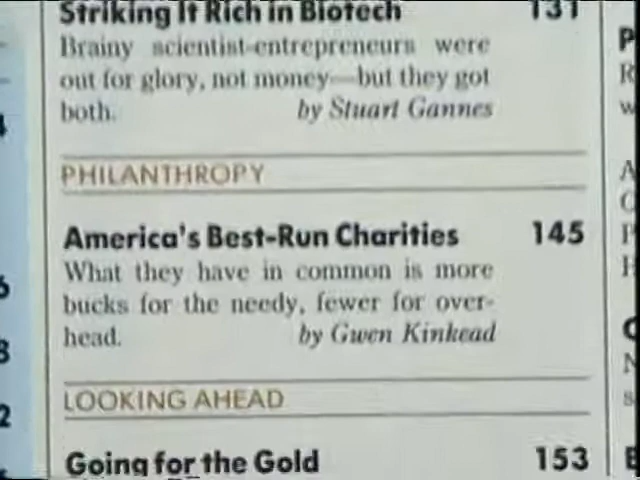 Striking It Rich in Biotech 131
Brainy scientist-entrepreneurs were
out for glory, not money—but they got
both. by Stuart Gannes
PHILANTHROPY
America's Best-Run Charities 145
What they have in common is more
bucks for the needy, fewer for over-
head. by Gwen Kinkead
LOOKING AHEAD
Going for the Gold 153